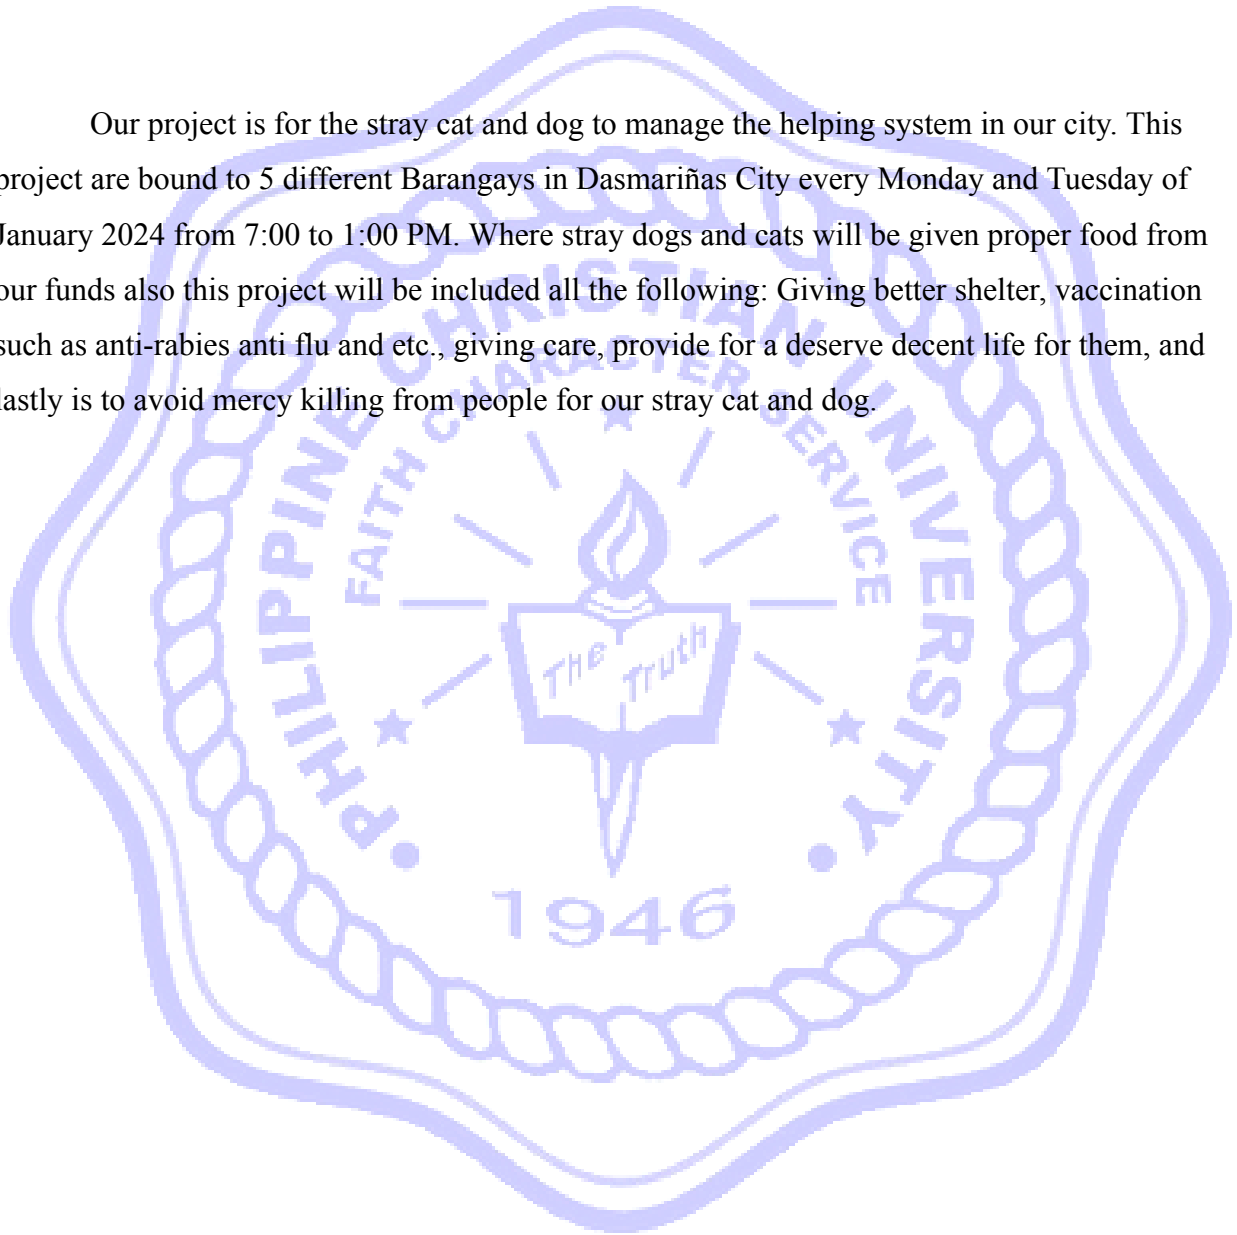 Our project is for the stray cat and dog to manage the helping system in our city. This
project are bound to 5 different Barangays in Dasmariñas City every Monday and Tuesday of
January 2024 from 7:00 to 1:00 PM. Where stray dogs and cats will be given proper food from
our funds also this project will be included all the following: Giving better shelter, vaccination
such as anti-rabies anti flu and etc., giving care, provide for a deserve decent life for them, and
lastly is to avoid mercy killing from people for our stray cat and dog.
PHILIPPINE CHRISTIAN UNIVERSITY
FAITH CHARACTER SERVICE
The Truth
1946